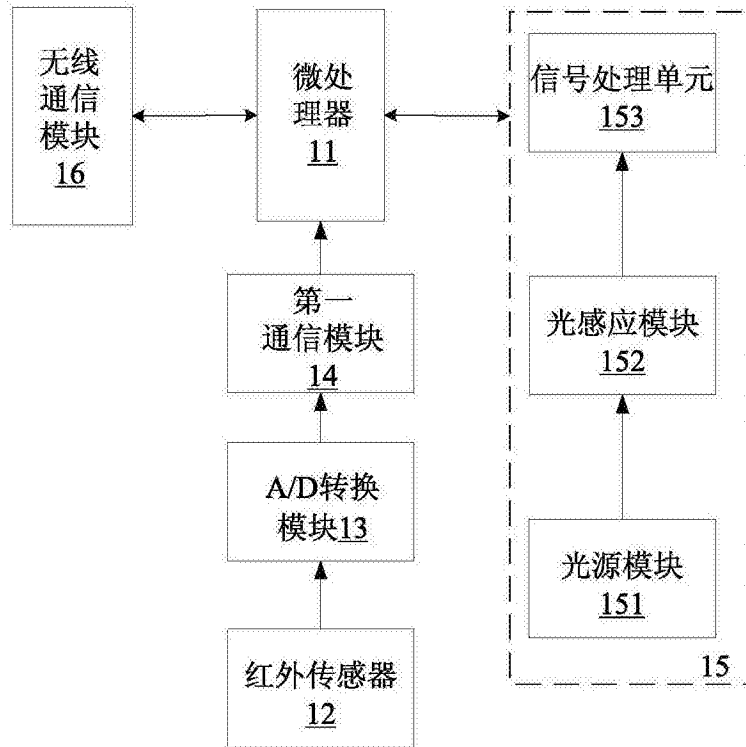 无线
通信
模块
16
微处
理器
11
信号处理单元
153
第一
通信模块
14
光感应模块
152
A/D转换
模块13
光源模块
151
红外传感器
12
15